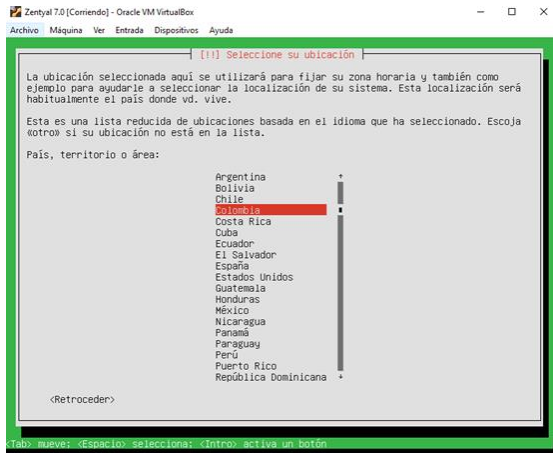 Zentyal 7.0 [Corriendo] - Oracle VM VirtualBox
Archivo Máquina Ver Entrada Dispositivos Ayuda
[!!] Seleccione su ubicación
La ubicación seleccionada aquí se utilizará para fijar su zona horaria y también como
ejemplo para ayudarle a seleccionar la localización de su sistema. Esta localización será
habitualmente el país donde vd. vive.
Esta es una lista reducida de ubicaciones basada en el idioma que ha seleccionado. Escoja
«otro» si su ubicación no está en la lista.
País, territorio o área:
Argentina
Bolivia
Chile
Colombia
Costa Rica
Cuba
Ecuador
El Salvador
España
Estados Unidos
Guatemala
Honduras
México
Nicaragua
Panamá
Paraguay
Perú
Puerto Rico
República Dominicana
<Retroceder>
<Tab> mueve; <Espacio> selecciona; <Intro> activa un botón